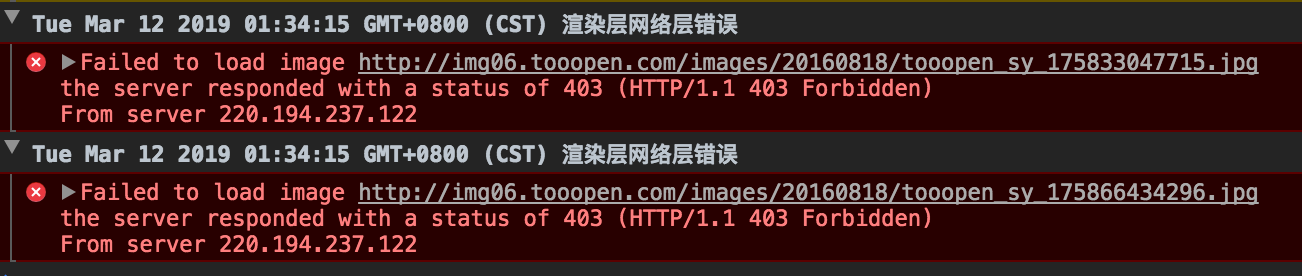 Tue Mar 12 2019 01:34:15 GMT+0800 (CST) 渲染层网络层错误
Failed to load image http://img06.tooopen.com/images/20160818/tooopen_sy_175833047715.jpg
the server responded with a status of 403 (HTTP/1.1 403 Forbidden)
From server 220.194.237.122
Tue Mar 12 2019 01:34:15 GMT+0800 (CST) 渲染层网络层错误
Failed to load image http://img06.tooopen.com/images/20160818/tooopen_sy_175866434296.jpg
the server responded with a status of 403 (HTTP/1.1 403 Forbidden)
From server 220.194.237.122